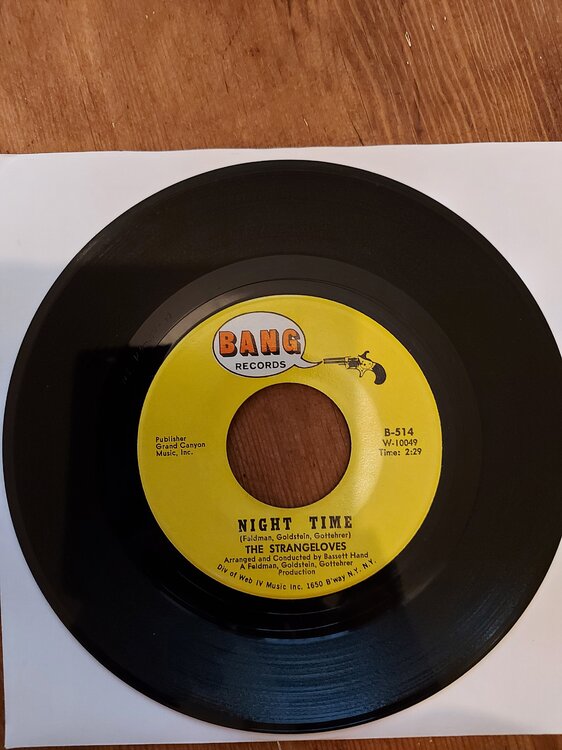 BANG
RECORDS
Publisher
Grand Canyon
Music, Inc.
B-514
W-10049
Time: 2:29
NIGHT TIME
(Feldman, Goldstein, Gottehrer)
THE STRANGELOVES
Arranged and Conducted by Bassett Hand
A Feldman, Goldstein, Gottehrer
Production
Div of Web IV Music Inc. 1650 B'way N.Y. N.Y.